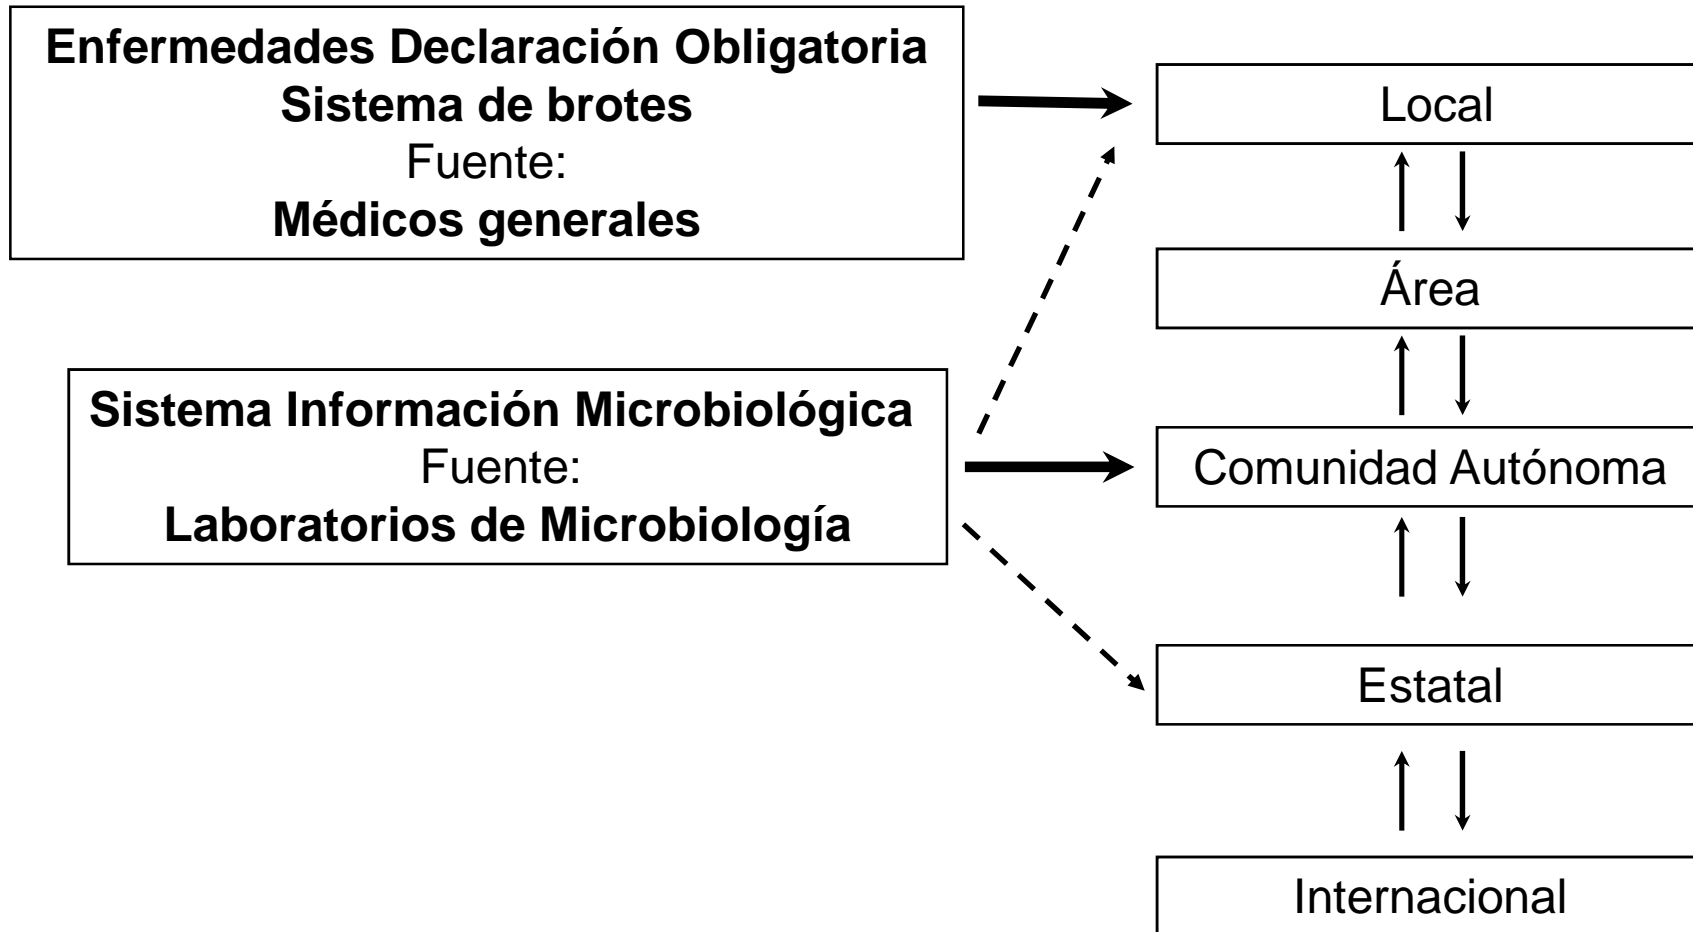 Enfermedades Declaración Obligatoria
Sistema de brotes
Fuente:
Médicos generales
Sistema Información Microbiológica
Fuente:
Laboratorios de Microbiología
Local
Área
Comunidad Autónoma
Estatal
Internacional